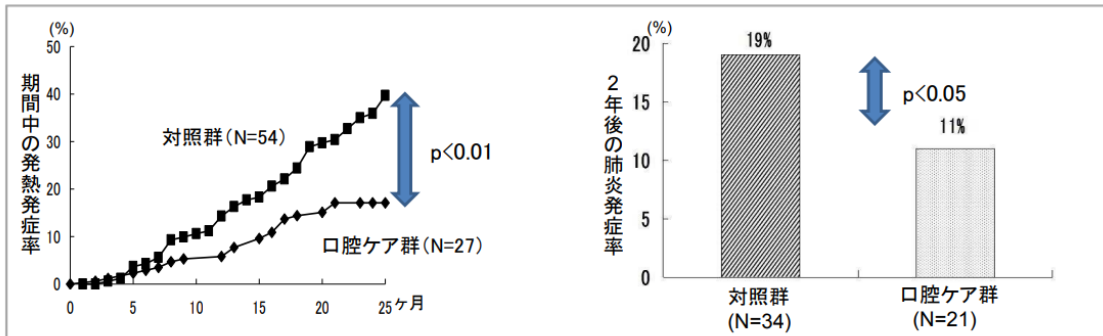 (%)
50
40
30
20
10
0
期間中の発熱発症率
対照群(N=54)
口腔ケア群(N=27)
p<0.01
0 5 10 15 20 25 ヶ月
(%)
20
15
10
5
0
2年後の肺炎発症率
19%
11%
p<0.05
対照群
(N=34)
口腔ケア群
(N=21)